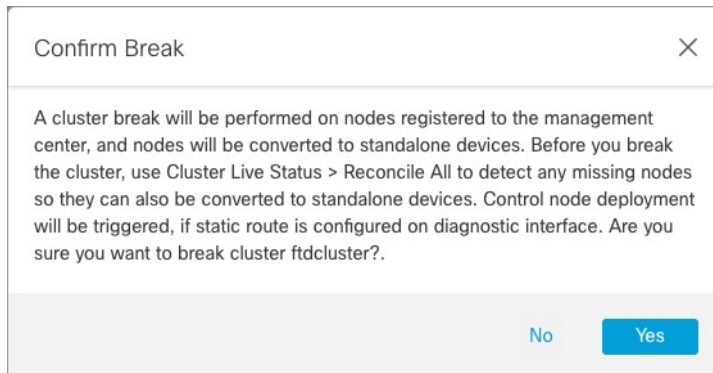 Confirm Break
A cluster break will be performed on nodes registered to the management
center, and nodes will be converted to standalone devices. Before you break
the cluster, use Cluster Live Status > Reconcile All to detect any missing nodes
so they can also be converted to standalone devices. Control node deployment
will be triggered, if static route is configured on diagnostic interface. Are you
sure you want to break cluster ftdcluster?.
No
Yes